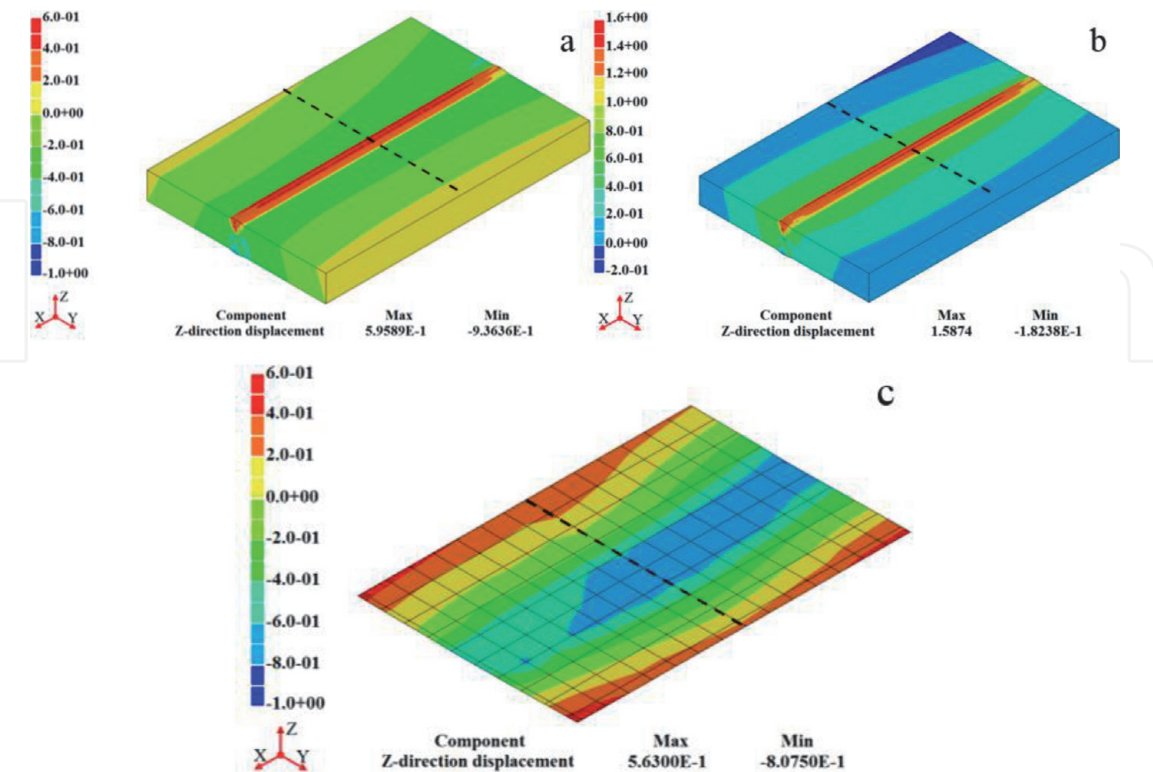 6.0-01
4.0-01
2.0-01
0.0+00
-2.0-01
-4.0-01
-6.0-01
-8.0-01
-1.0+00
a
Z
X Y
Component Max Min
Z-direction displacement 5.9589E-1 -9.3636E-1
1.6+00
1.4+00
1.2+00
1.0+00
8.0-01
6.0-01
4.0-01
2.0-01
0.0+00
-2.0-01
b
Z
X Y
Component Max Min
Z-direction displacement 1.5874 -1.8238E-1
6.0-01
4.0-01
2.0-01
0.0+00
-2.0-01
-4.0-01
-6.0-01
-8.0-01
-1.0+00
c
Z
X Y
Component Max Min
Z-direction displacement 5.6300E-1 -8.0750E-1